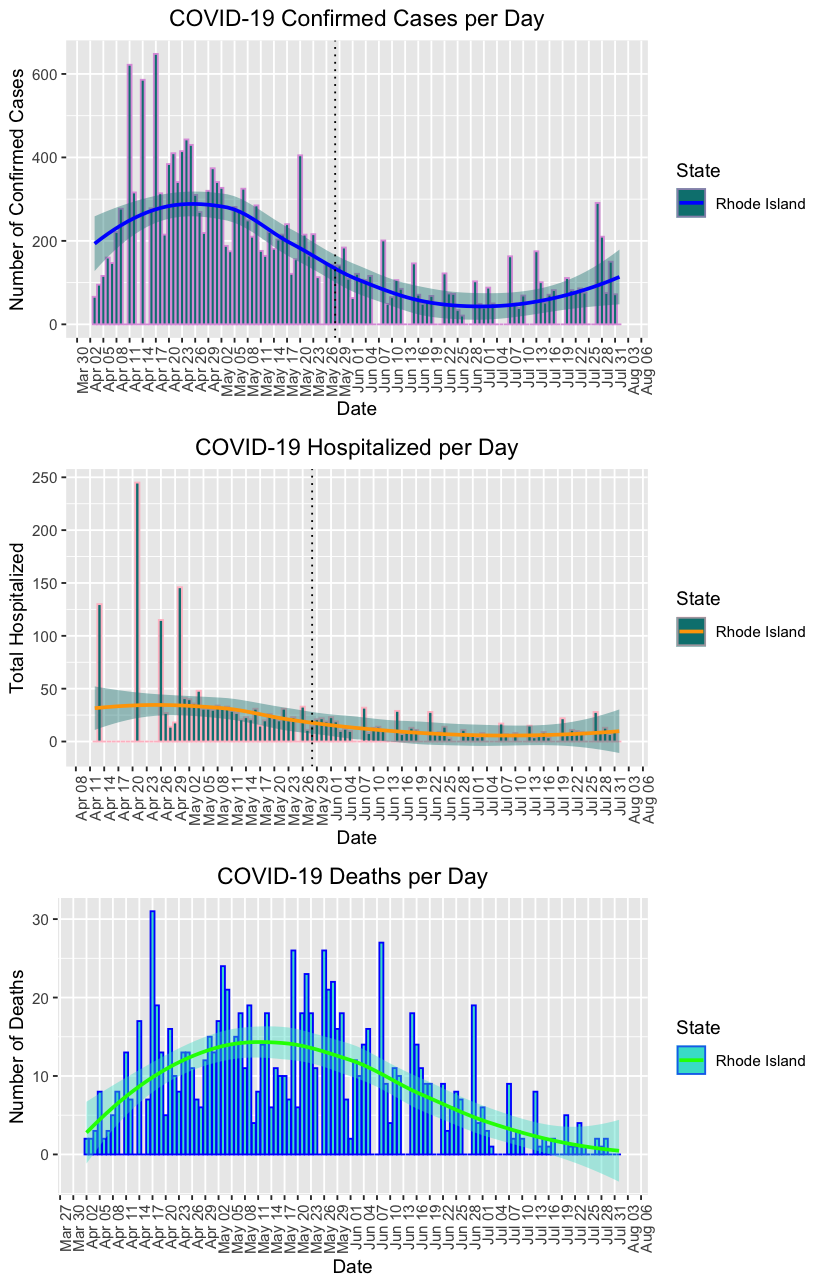 COVID-19 Confirmed Cases per Day
Number of Confirmed Cases
600
400
200
0
Mar 30 Apr 02 Apr 05 Apr 08 Apr 11 Apr 14 Apr 17 Apr 20 Apr 23 Apr 26 Apr 29 May 02 May 05 May 08 May 11 May 14 May 17 May 20 May 23 May 26 May 29 Jun 01 Jun 04 Jun 07 Jun 10 Jun 13 Jun 16 Jun 19 Jun 22 Jun 25 Jun 28 Jul 01 Jul 04 Jul 07 Jul 10 Jul 13 Jul 16 Jul 19 Jul 22 Jul 25 Jul 28 Jul 31 Aug 03 Aug 06
Date
State
Rhode Island
COVID-19 Hospitalized per Day
Total Hospitalized
250
200
150
100
50
0
Apr 08 Apr 11 Apr 14 Apr 17 Apr 20 Apr 23 Apr 26 Apr 29 May 02 May 05 May 08 May 11 May 14 May 17 May 20 May 23 May 26 May 29 Jun 01 Jun 04 Jun 07 Jun 10 Jun 13 Jun 16 Jun 19 Jun 22 Jun 25 Jun 28 Jul 01 Jul 04 Jul 07 Jul 10 Jul 13 Jul 16 Jul 19 Jul 22 Jul 25 Jul 28 Jul 31 Aug 03 Aug 06
Date
State
Rhode Island
COVID-19 Deaths per Day
Number of Deaths
30
20
10
0
Mar 27 Mar 30 Apr 02 Apr 05 Apr 08 Apr 11 Apr 14 Apr 17 Apr 20 Apr 23 Apr 26 Apr 29 May 02 May 05 May 08 May 11 May 14 May 17 May 20 May 23 May 26 May 29 Jun 01 Jun 04 Jun 07 Jun 10 Jun 13 Jun 16 Jun 19 Jun 22 Jun 25 Jun 28 Jul 01 Jul 04 Jul 07 Jul 10 Jul 13 Jul 16 Jul 19 Jul 22 Jul 25 Jul 28 Jul 31 Aug 03 Aug 06
Date
State
Rhode Island